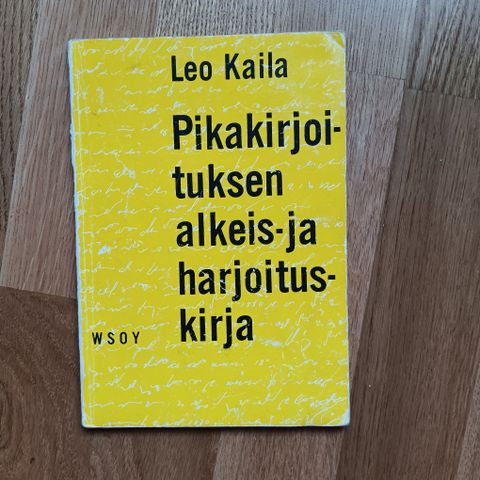 Leo Kaila
Pikakirjoi-
tuksen
alkeis-ja
harjoitus-
kirja
WSOY